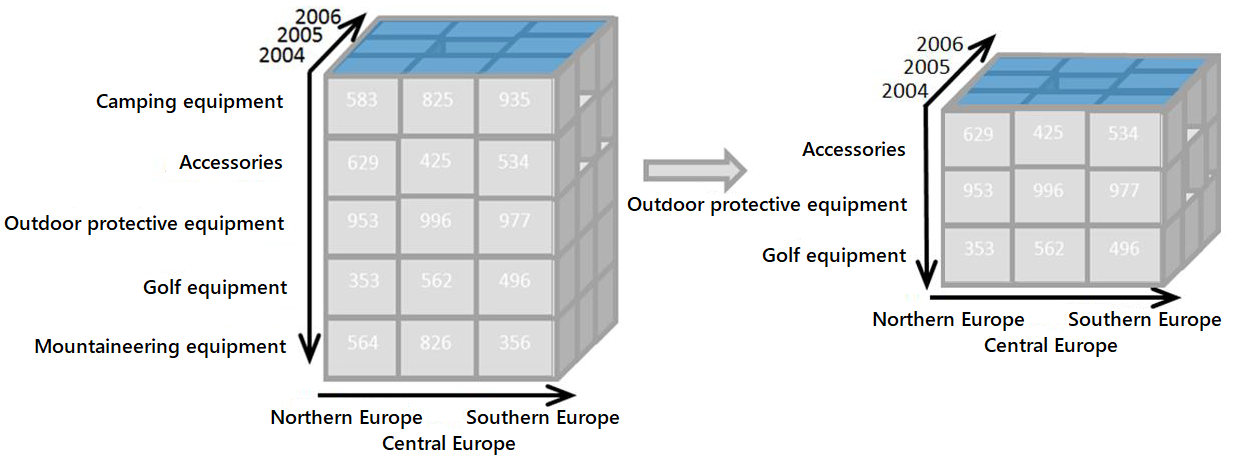 2006
2005
2004
Camping equipment
583 825 935
Accessories
629 425 534
Outdoor protective equipment
953 996 977
Golf equipment
353 562 496
Mountaineering equipment
564 826 356
Northern Europe
Southern Europe
Central Europe
2006
2005
2004
Accessories
629 425 534
Outdoor protective equipment
953 996 977
Golf equipment
353 562 496
Northern Europe
Southern Europe
Central Europe